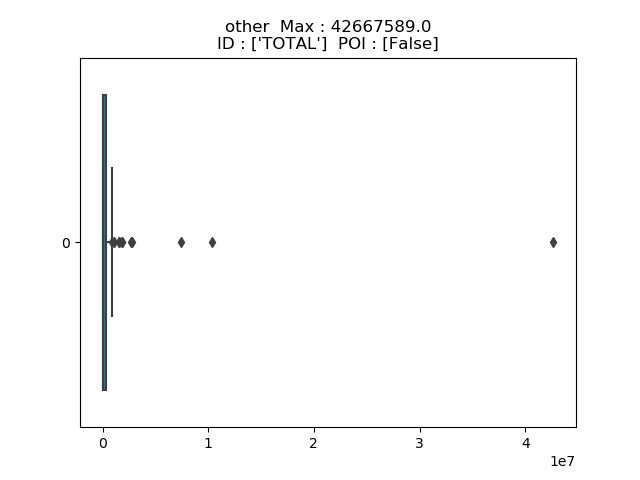 other  Max : 42667589.0
ID : ['TOTAL']  POI : [False]
0
0
1
2
3
4
1e7